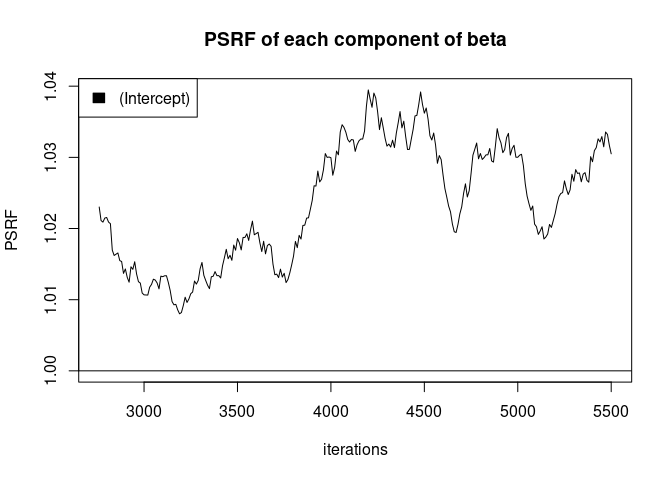 PSRF of each component of beta
(Intercept)
PSRF
1.04
1.03
1.02
1.01
1.00
3000 3500 4000 4500 5000 5500
iterations